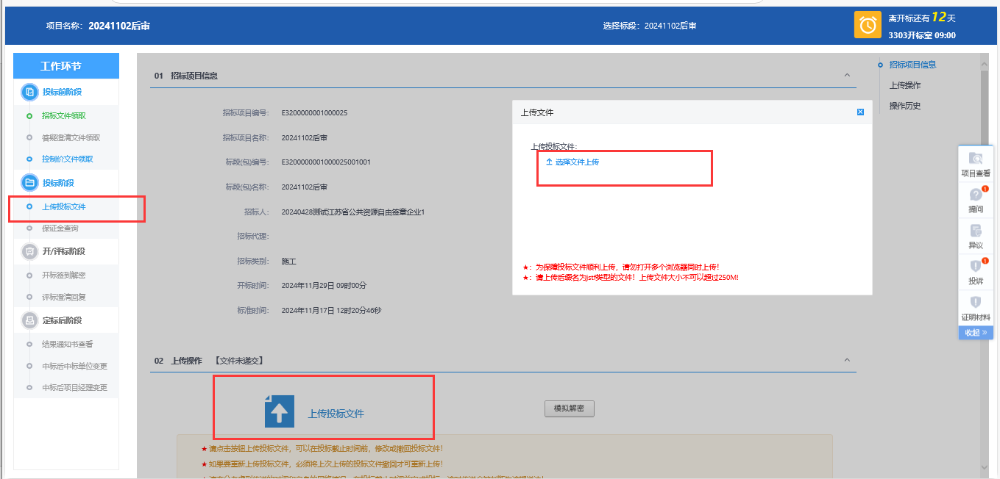 项目名称: 20241102后审
选择标段: 20241102后审
离开标还有12天
3303开标室 09:00
工作环节
投标前阶段
招标文件领取
答疑澄清文件领取
控制价文件领取
投标阶段
上传投标文件
保证金查询
开/评标阶段
开标签到解密
评标澄清回复
定标后阶段
结果通知书查看
中标后中标单位变更
中标后项目经理变更
01 招标项目信息
招标项目编号: E3200000001000025
招标项目名称: 20241102后审
标段(包)编号: E3200000001000025001001
标段(包)名称: 20241102后审
招标人: 20240428测试江苏省公共资源自由签章企业1
招标代理:
招标类别: 施工
开标时间: 2024年11月29日 09时00分
标准时间: 2024年11月17日 12时20分46秒
上传文件
上传投标文件:
选择文件上传
★: 为保障投标文件顺利上传, 请勿打开多个浏览器同时上传!
★: 请上传后缀名为jstf类型的文件! 上传文件大小不可以超过250M!
02 上传操作 【文件未递交】
上传投标文件
模拟解密
★ 请点击按钮上传投标文件, 可以在投标截止时间前, 修改或撤回投标文件!
★ 如果要重新上传投标文件, 必须将上次上传的投标文件撤回才可重新上传!
招标项目信息
上传操作
操作历史
项目查看
1
提问
异议
1
投诉
证明材料
收起 »